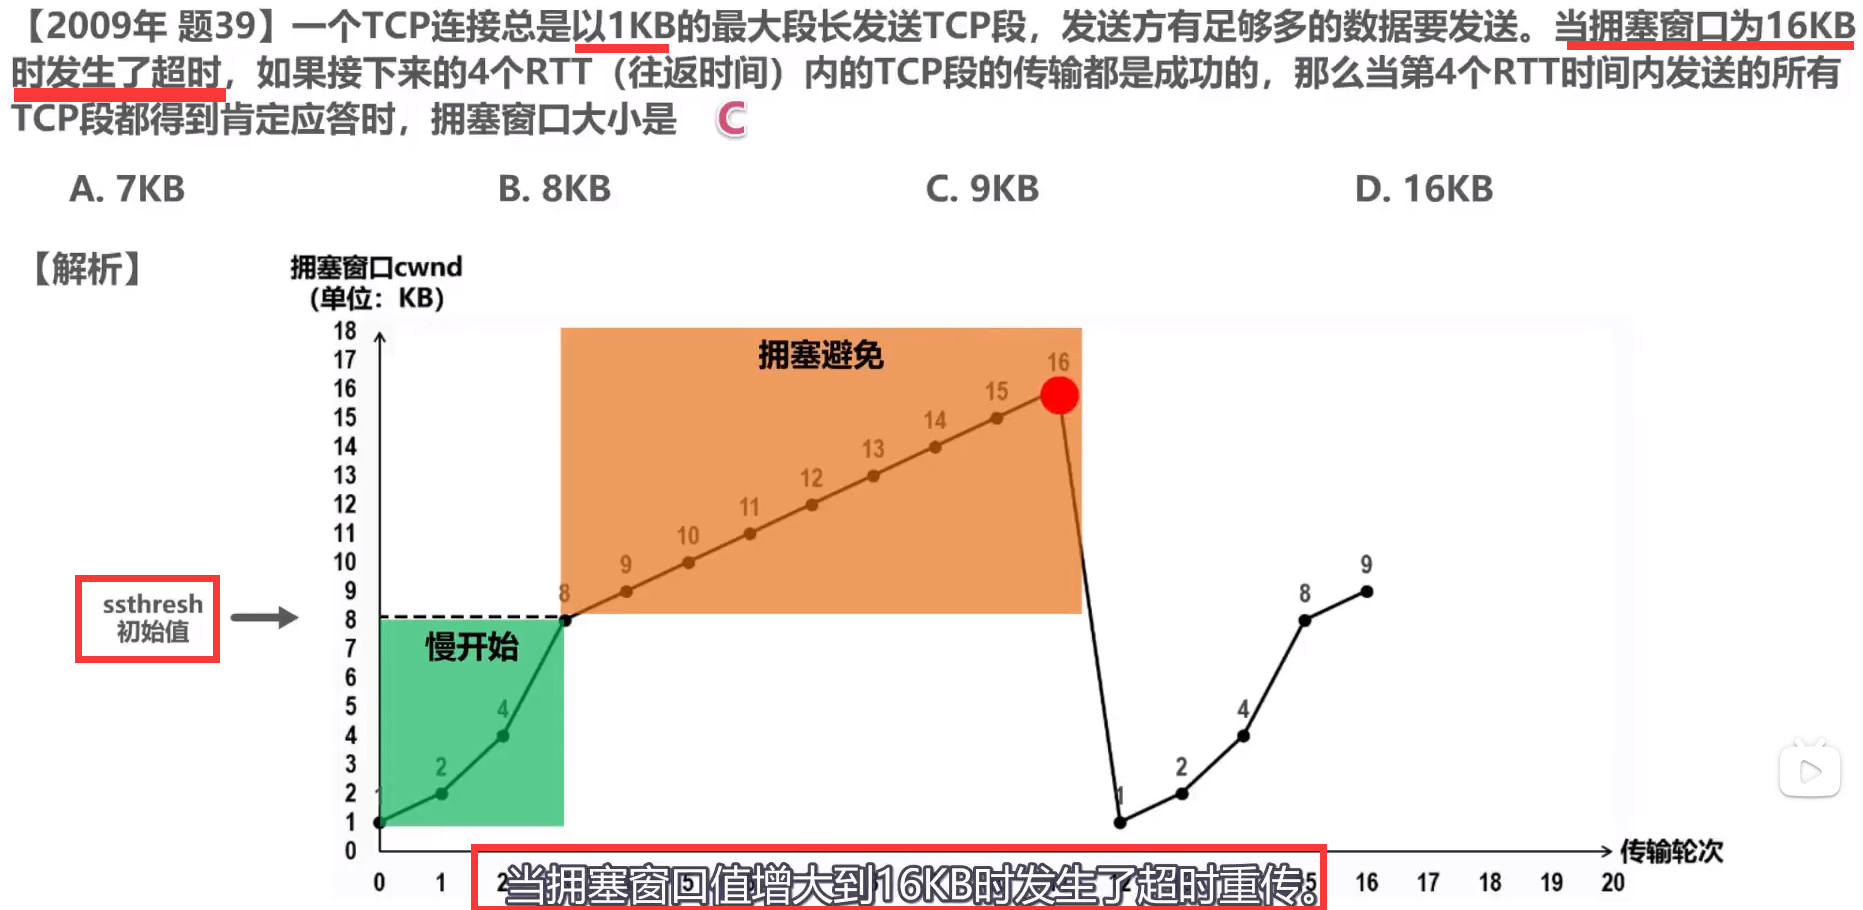 【2009年 题39】一个TCP连接总是以1KB的最大段长发送TCP段，发送方有足够多的数据要发送。当拥塞窗口为16KB
时发生了超时，如果接下来的4个RTT（往返时间）内的TCP段的传输都是成功的，那么当第4个RTT时间内发送的所有
TCP段都得到肯定应答时，拥塞窗口大小是 C
A. 7KB B. 8KB C. 9KB D. 16KB
【解析】
拥塞窗口cwnd
（单位：KB）
18
17
16
15
14
13
12
11
10
9
8
7
6
5
4
3
2
1
0
拥塞避免
16
15
14
13
12
11
10
9
8
9
8
ssthresh
初始值
慢开始
4
2
1
4
2
1
传输轮次
0 1 2 16 17 18 19 20
当拥塞窗口值增大到16KB时发生了超时重传。